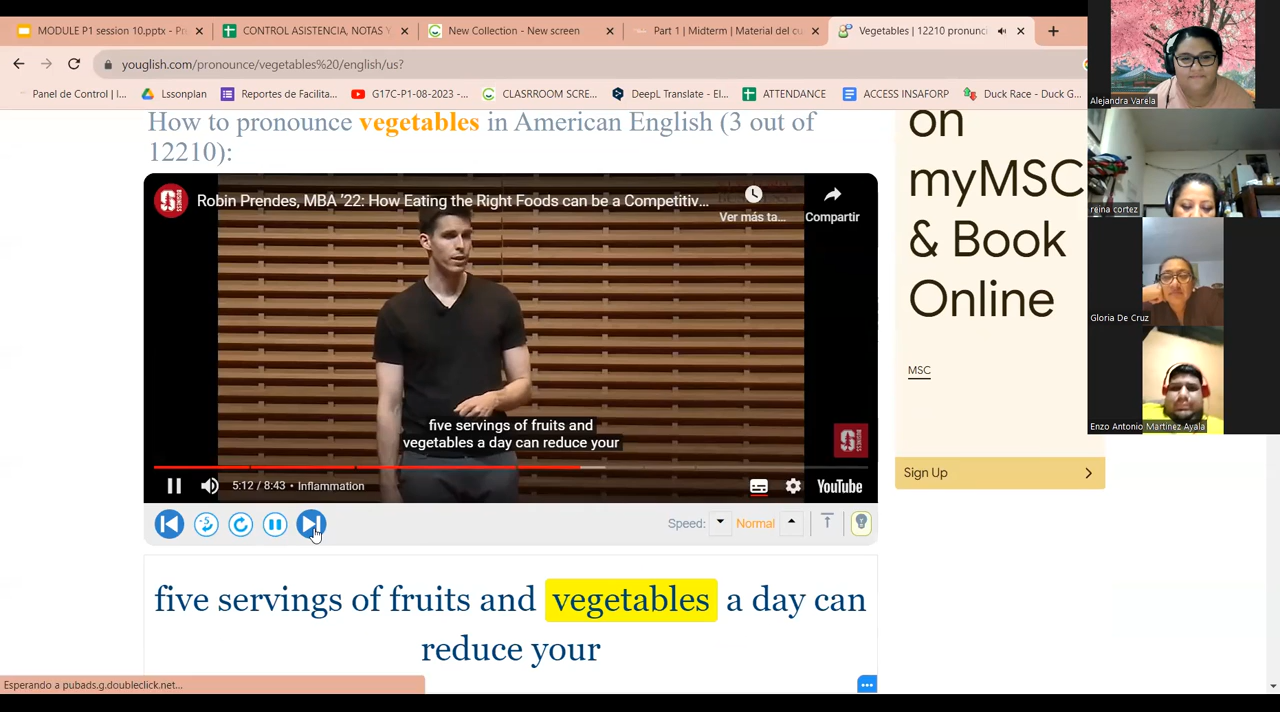 MODULE P1 session 10.pptx - Pr
CONTROL ASISTENCIA, NOTAS Y
New Collection - New screen
Part 1 | Midterm | Material del cu
Vegetables | 12210 pronunci
youglish.com/pronounce/vegetables%20/english/us?
Panel de Control | I...
Lssonplan
Reportes de Facilita...
G17C-P1-08-2023 -...
CLASRROOM SCRE...
DeepL Translate - El...
ATTENDANCE
ACCESS INSAFORP
Duck Race - Duck G...
How to pronounce vegetables in American English (3 out of
12210):
Robin Prendes, MBA '22: How Eating the Right Foods can be a Competitiv...
Ver más ta...
Compartir
BUSINESS
five servings of fruits and
vegetables a day can reduce your
5:12 / 8:43 • Inflammation
YouTube
Speed:
Normal
five servings of fruits and vegetables a day can
reduce your
Esperando a pubads.g.doubleclick.net...
on
myMSC
& Book
Online
MSC
Sign Up
Alejandra Varela
reina cortez
Gloria De Cruz
Enzo Antonio Martinez Ayala